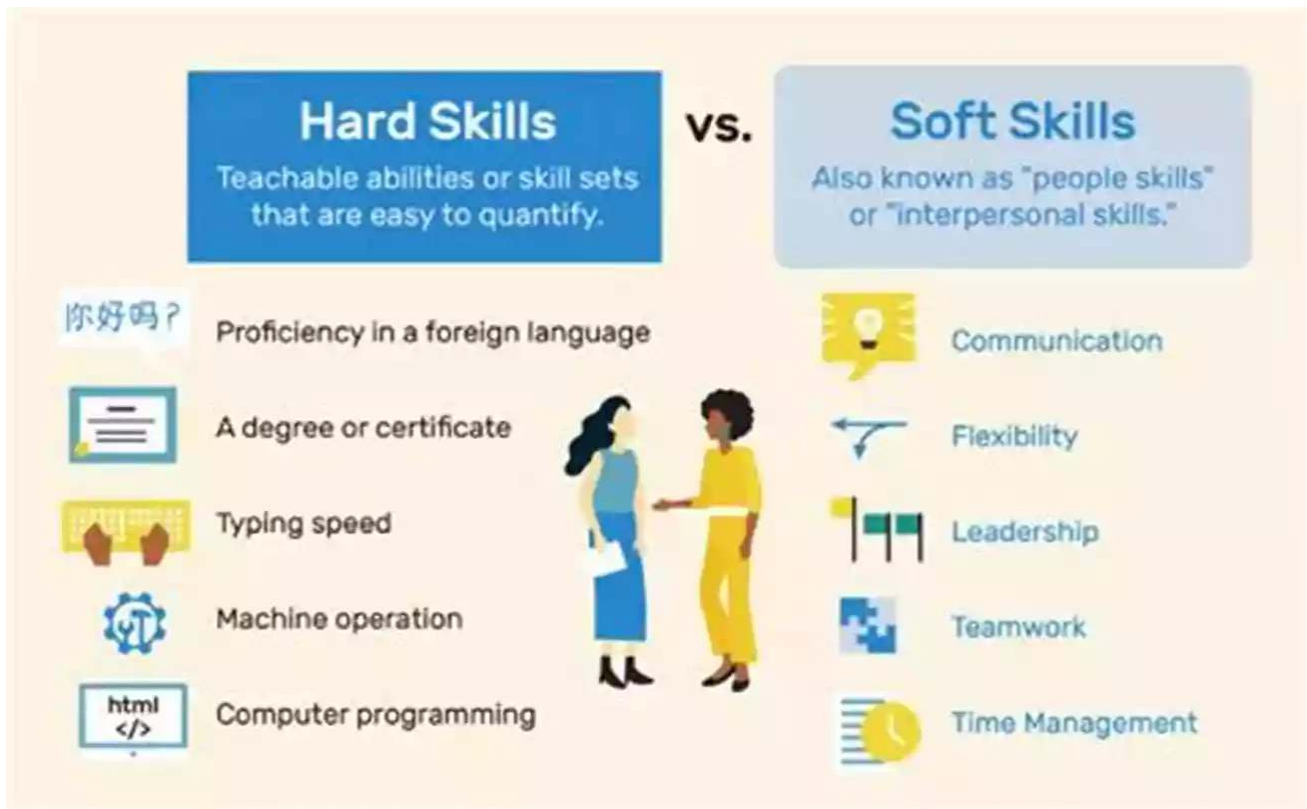 Hard Skills
Teachable abilities or skill sets
that are easy to quantify.
vs.
Soft Skills
Also known as "people skills"
or "interpersonal skills."
你好吗?
Proficiency in a foreign language
A degree or certificate
Typing speed
Machine operation
html
</>
Computer programming
Communication
Flexibility
Leadership
Teamwork
Time Management